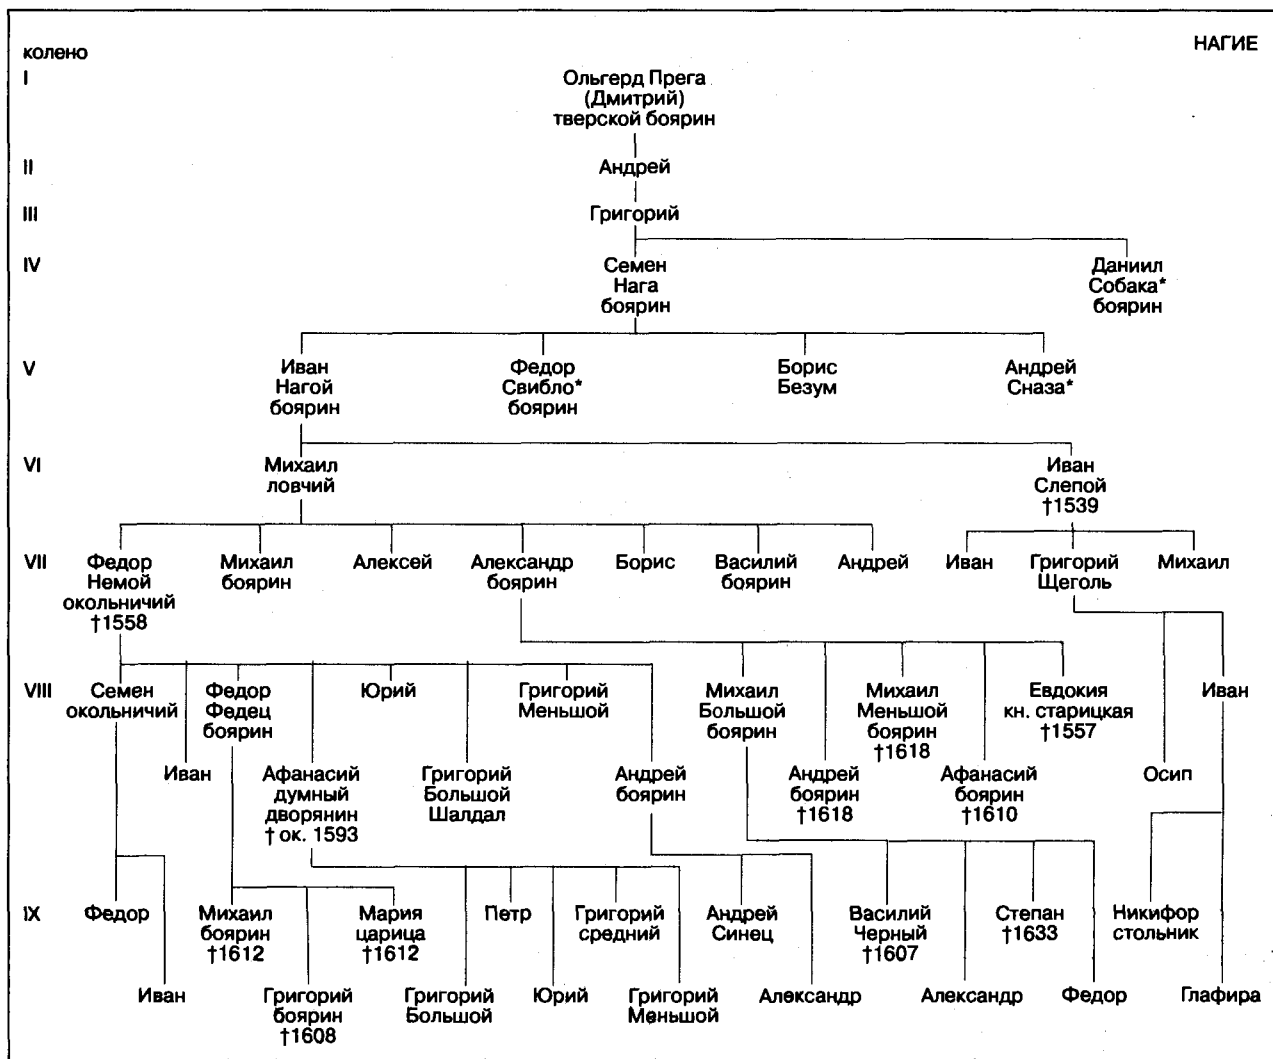 НАГИЕ
колено
I
Ольгерд Прега
(Дмитрий)
тверской боярин
II
Андрей
III
Григорий
IV
Семен
Нага
боярин
Даниил
Собака*
боярин
V
Иван
Нагой
боярин
Федор
Свибло*
боярин
Борис
Безум
Андрей
Сназа*
VI
Михаил
ловчий
Иван
Слепой
†1539
VII
Федор
Немой
окольничий
†1558
Михаил
боярин
Алексей
Александр
боярин
Борис
Василий
боярин
Андрей
Иван
Григорий
Щеголь
Михаил
VIII
Семен
окольничий
Федор
Федец
боярин
Юрий
Григорий
Меньшой
Михаил
Большой
боярин
Михаил
Меньшой
боярин
†1618
Евдокия
кн. старицкая
†1557
Иван
Иван
Афанасий
думный
дворянин
† ок. 1593
Григорий
Большой
Шалдал
Андрей
боярин
Андрей
боярин
†1618
Афанасий
боярин
†1610
Осип
IX
Федор
Михаил
боярин
†1612
Мария
царица
†1612
Петр
Григорий
средний
Андрей
Синец
Василий
Черный
†1607
Степан
†1633
Никифор
стольник
Иван
Григорий
боярин
†1608
Григорий
Большой
Юрий
Григорий
Меньшой
Александр
Александр
Федор
Глафира